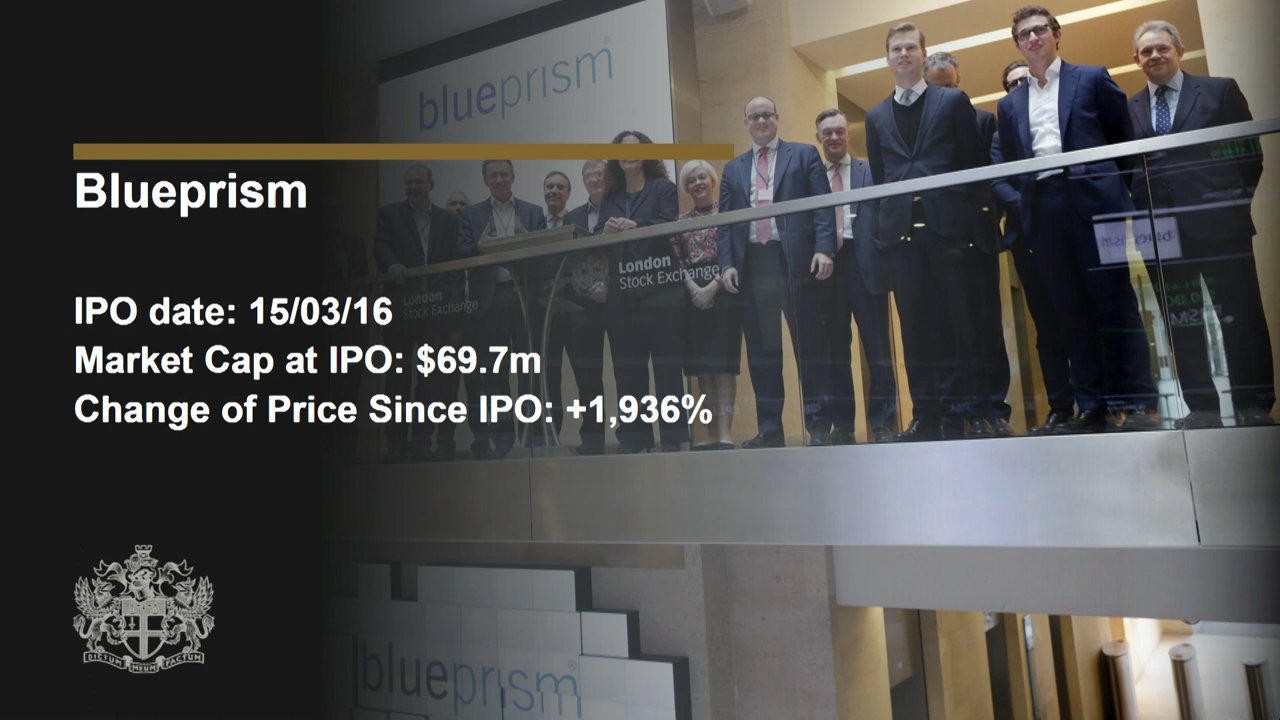 blueprism®
Blueprism
London
Stock Exchange
London
Stock Exchange
IPO date: 15/03/16
Market Cap at IPO: $69.7m
Change of Price Since IPO: +1,936%
DICTUM MEUM PACTUM
blueprism®